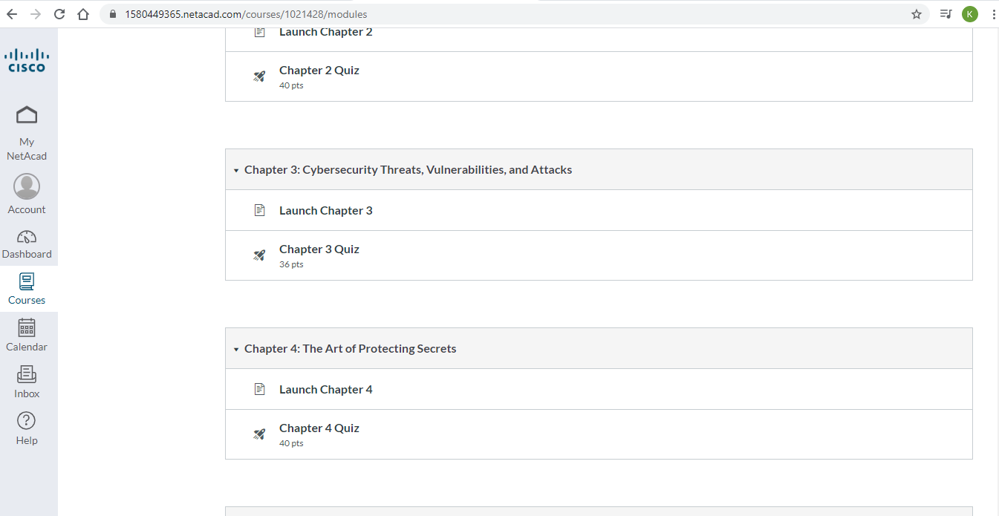 1580449365.netacad.com/courses/1021428/modules
K
CISCO
My
NetAcad
Account
Dashboard
Courses
Calendar
Inbox
?
Help
Launch Chapter 2
Chapter 2 Quiz
40 pts
Chapter 3: Cybersecurity Threats, Vulnerabilities, and Attacks
Launch Chapter 3
Chapter 3 Quiz
36 pts
Chapter 4: The Art of Protecting Secrets
Launch Chapter 4
Chapter 4 Quiz
40 pts